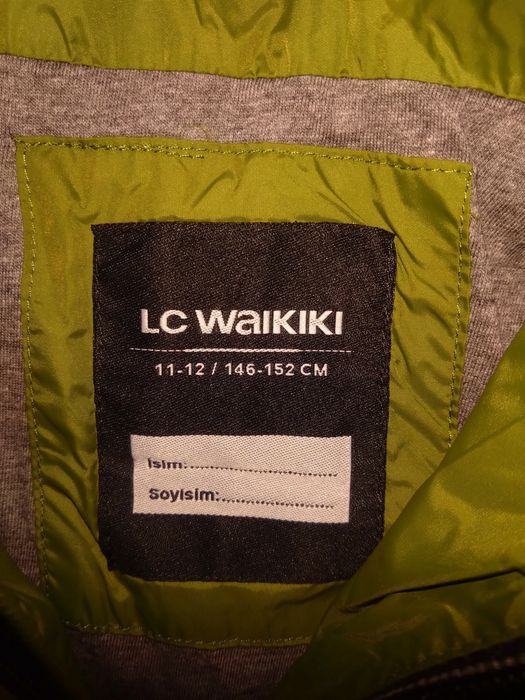 LC WAIKIKI
11-12 / 146-152 CM
İsim:..............................
Soyisim:........................